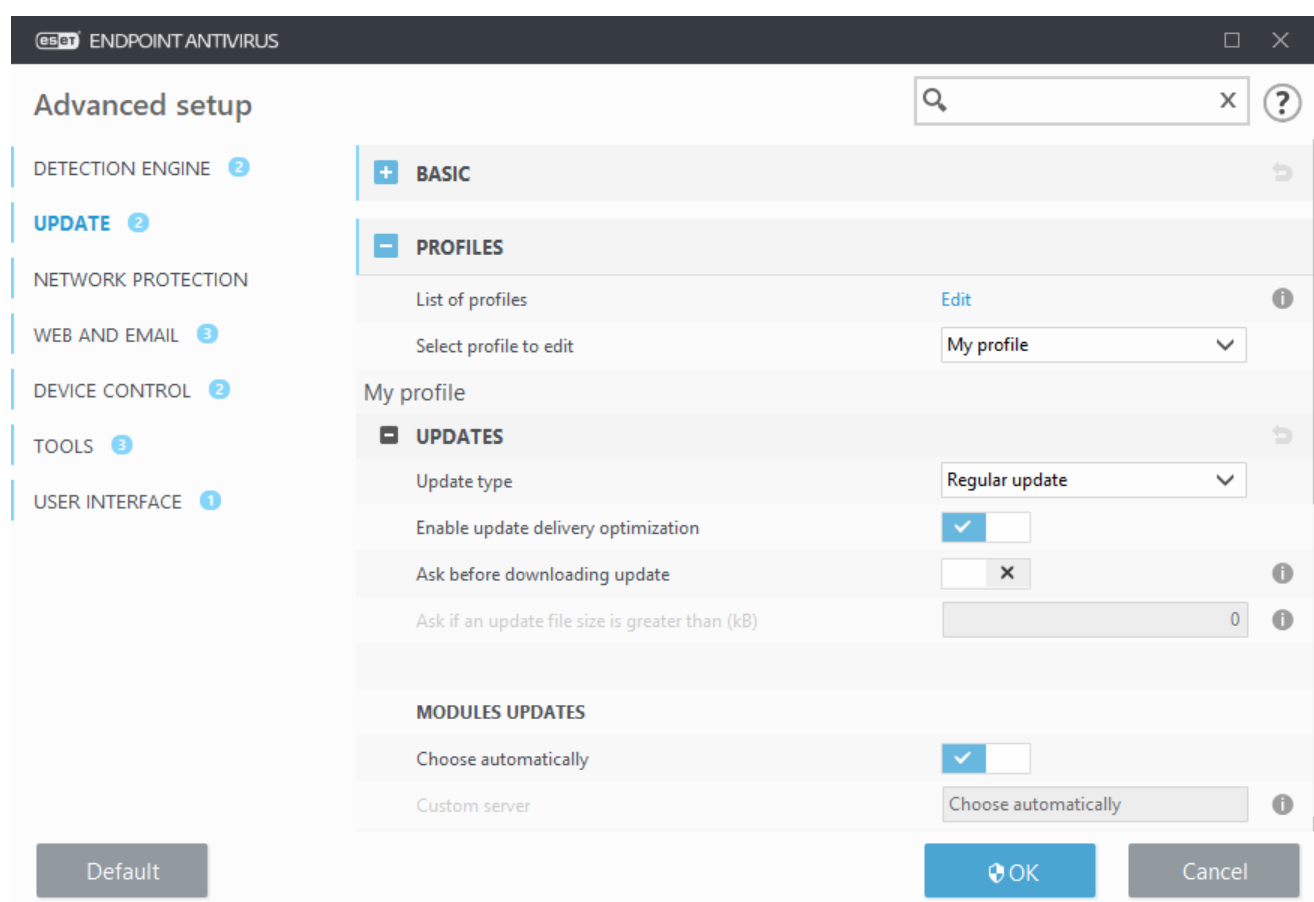 eset ENDPOINT ANTIVIRUS
Advanced setup
?
DETECTION ENGINE 2
UPDATE 2
NETWORK PROTECTION
WEB AND EMAIL 3
DEVICE CONTROL 2
TOOLS 3
USER INTERFACE 1
BASIC
PROFILES
List of profiles Edit
Select profile to edit My profile
My profile
UPDATES
Update type Regular update
Enable update delivery optimization
Ask before downloading update
Ask if an update file size is greater than (kB) 0
MODULES UPDATES
Choose automatically
Custom server Choose automatically
Default OK Cancel